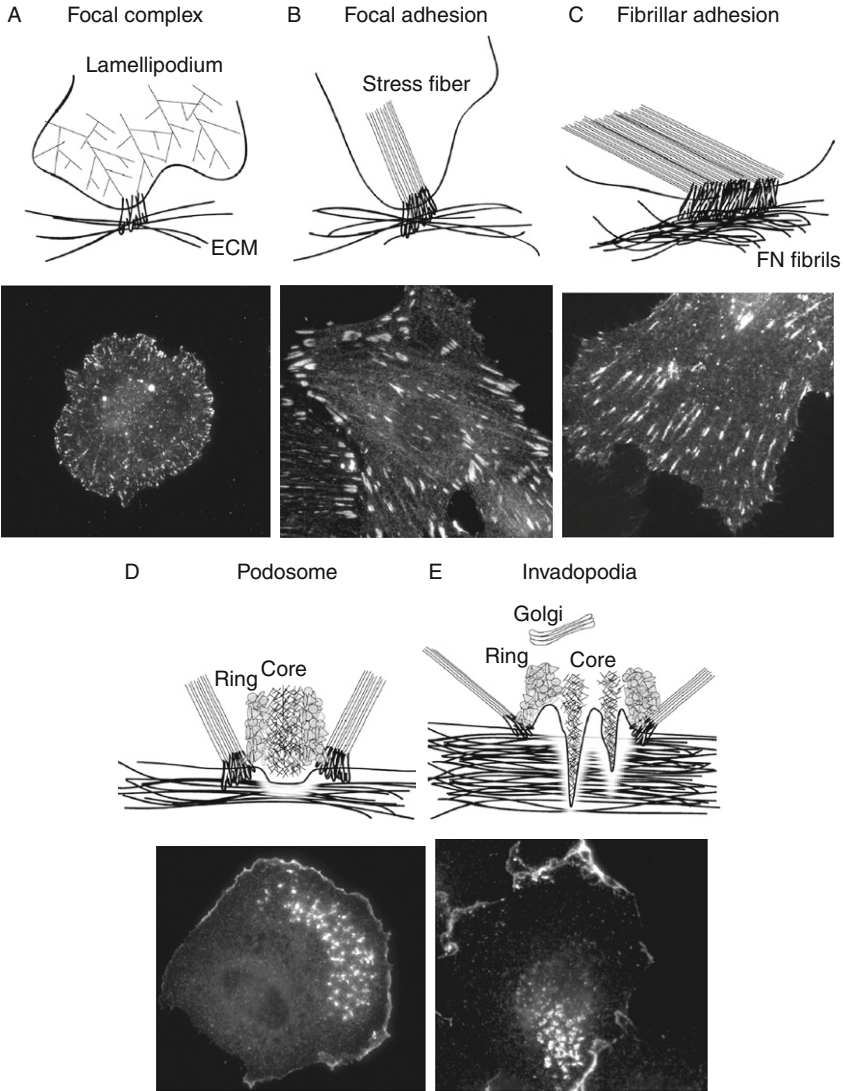 A Focal complex
B Focal adhesion
C Fibrillar adhesion
Lamellipodium
Stress fiber
ECM
FN fibrils
D Podosome
E Invadopodia
Golgi
Ring Core
Ring Core